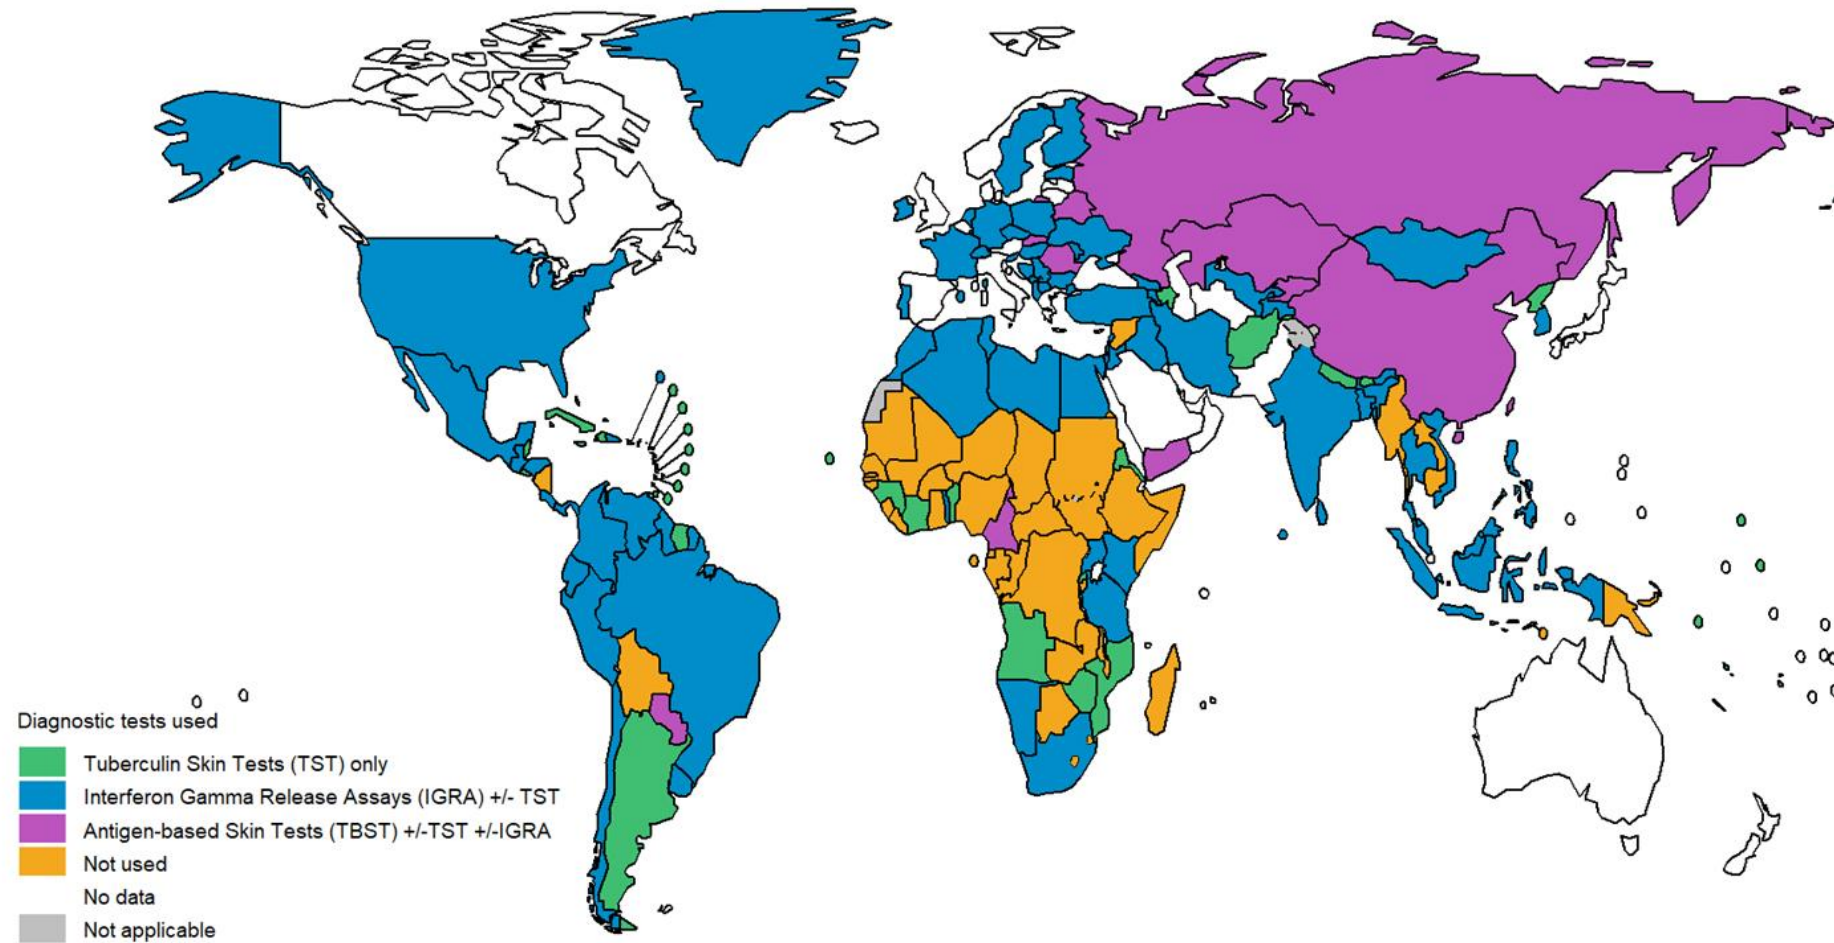 Diagnostic tests used
Tuberculin Skin Tests (TST) only
Interferon Gamma Release Assays (IGRA) +/- TST
Antigen-based Skin Tests (TBST) +/-TST +/-IGRA
Not used
No data
Not applicable